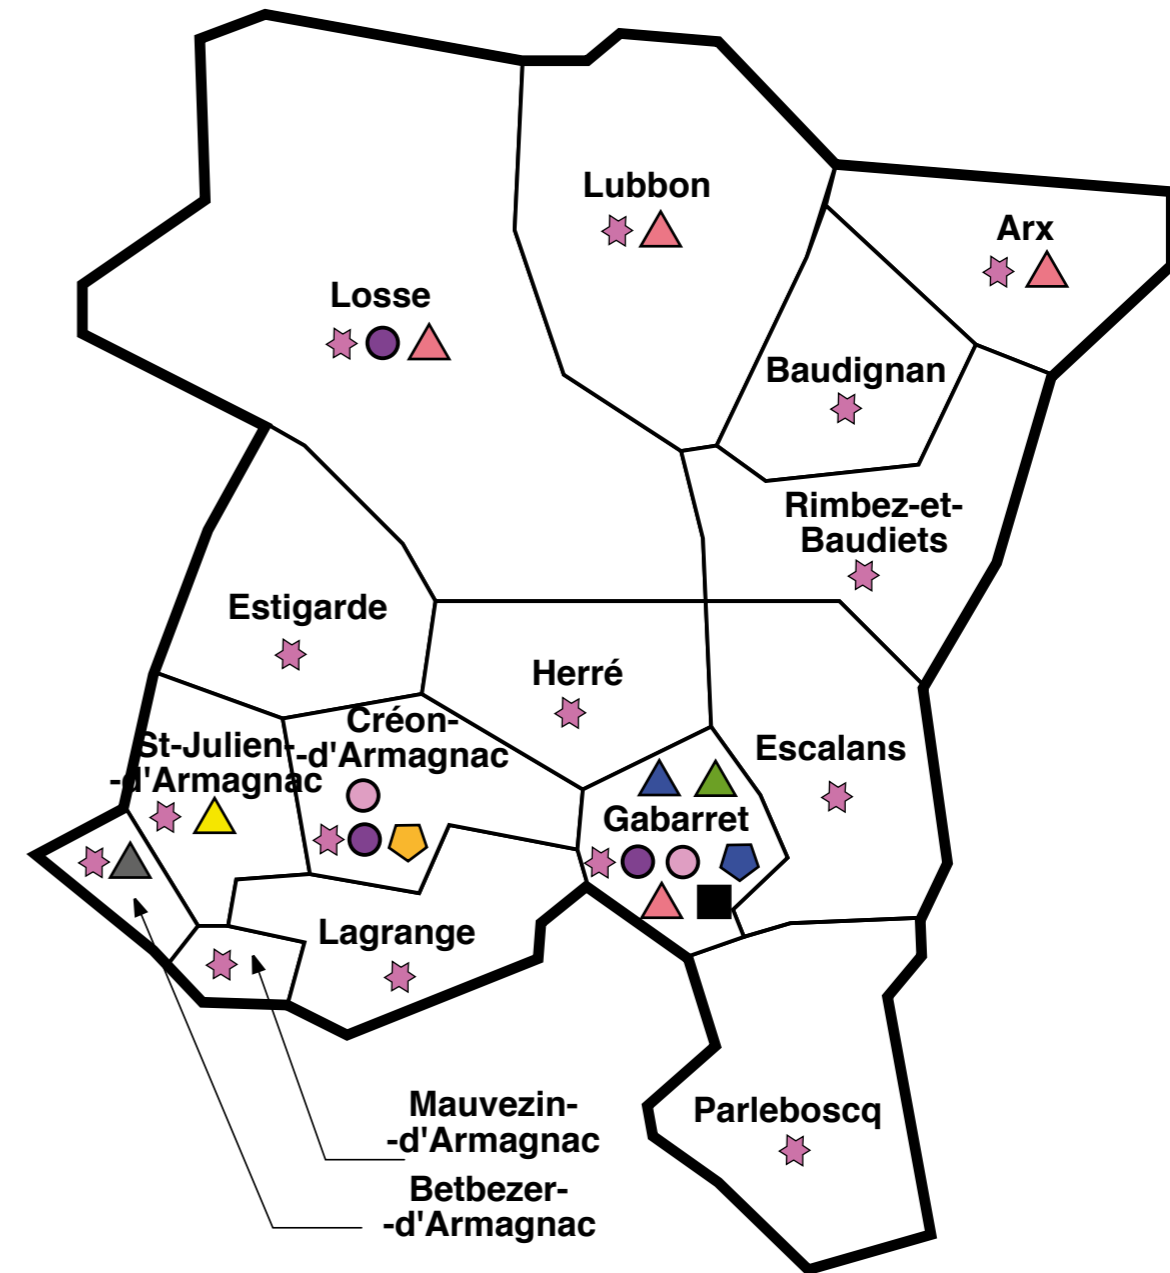 Lubbon
Arx
Losse
Baudignan
Rimbez-et-
Baudiets
Estigarde
Herré
Créon-
-d'Armagnac
St-Julien-
-d'Armagnac
Escalans
Gabarret
Lagrange
Mauvezin-
-d'Armagnac
Parleboscq
Betbezer-
-d'Armagnac